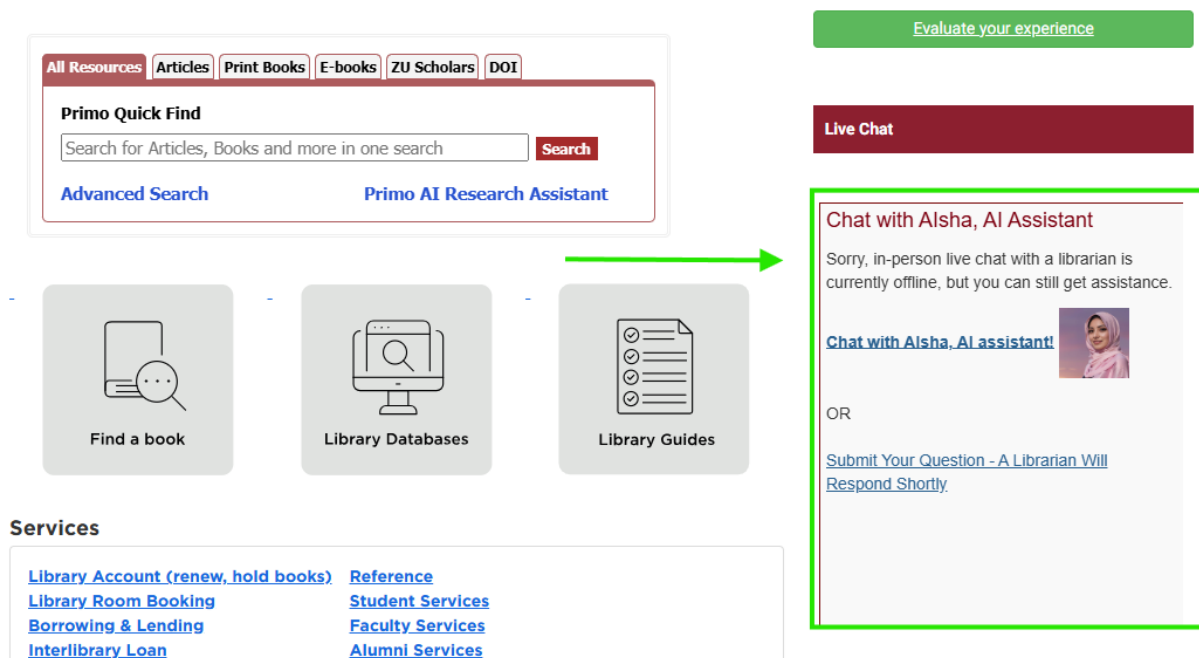 All Resources Articles Print Books E-books ZU Scholars DOI
Primo Quick Find
Search for Articles, Books and more in one search Search
Advanced Search Primo AI Research Assistant
Find a book
Library Databases
Library Guides
Services
Library Account (renew, hold books) Reference
Library Room Booking Student Services
Borrowing & Lending Faculty Services
Interlibrary Loan Alumni Services
Evaluate your experience
Live Chat
Chat with AIsha, AI Assistant
Sorry, in-person live chat with a librarian is
currently offline, but you can still get assistance.
Chat with AIsha, AI assistant!
OR
Submit Your Question - A Librarian Will
Respond Shortly